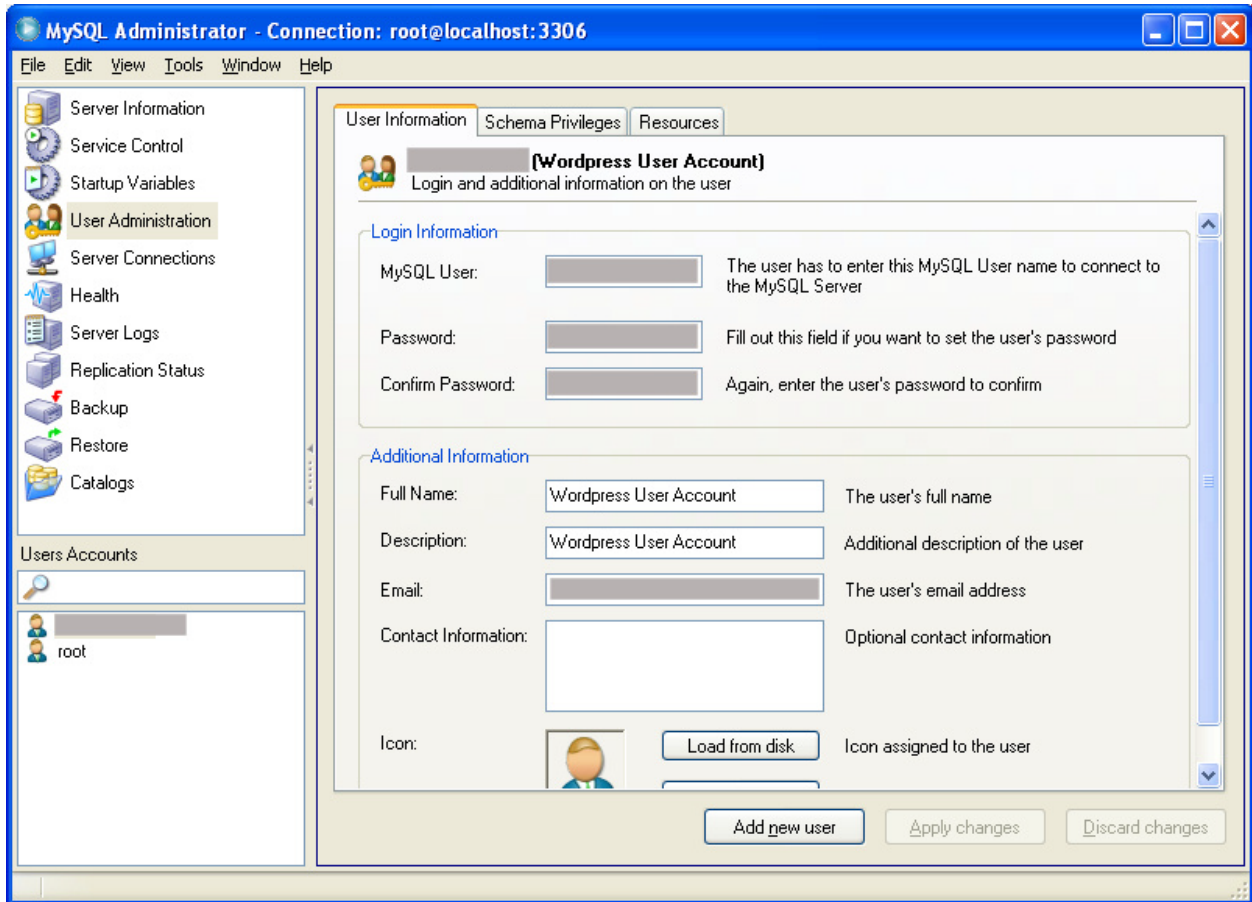 MySQL Administrator - Connection: root@localhost:3306
File Edit View Tools Window Help
Server Information
Service Control
Startup Variables
User Administration
Server Connections
Health
Server Logs
Replication Status
Backup
Restore
Catalogs
Users Accounts
root
User Information Schema Privileges Resources
(Wordpress User Account)
Login and additional information on the user
Login Information
MySQL User:
The user has to enter this MySQL User name to connect to
the MySQL Server
Password:
Fill out this field if you want to set the user's password
Confirm Password:
Again, enter the user's password to confirm
Additional Information
Full Name: Wordpress User Account The user's full name
Description: Wordpress User Account Additional description of the user
Email: The user's email address
Contact Information: Optional contact information
Icon: Load from disk Icon assigned to the user
Add new user Apply changes Discard changes